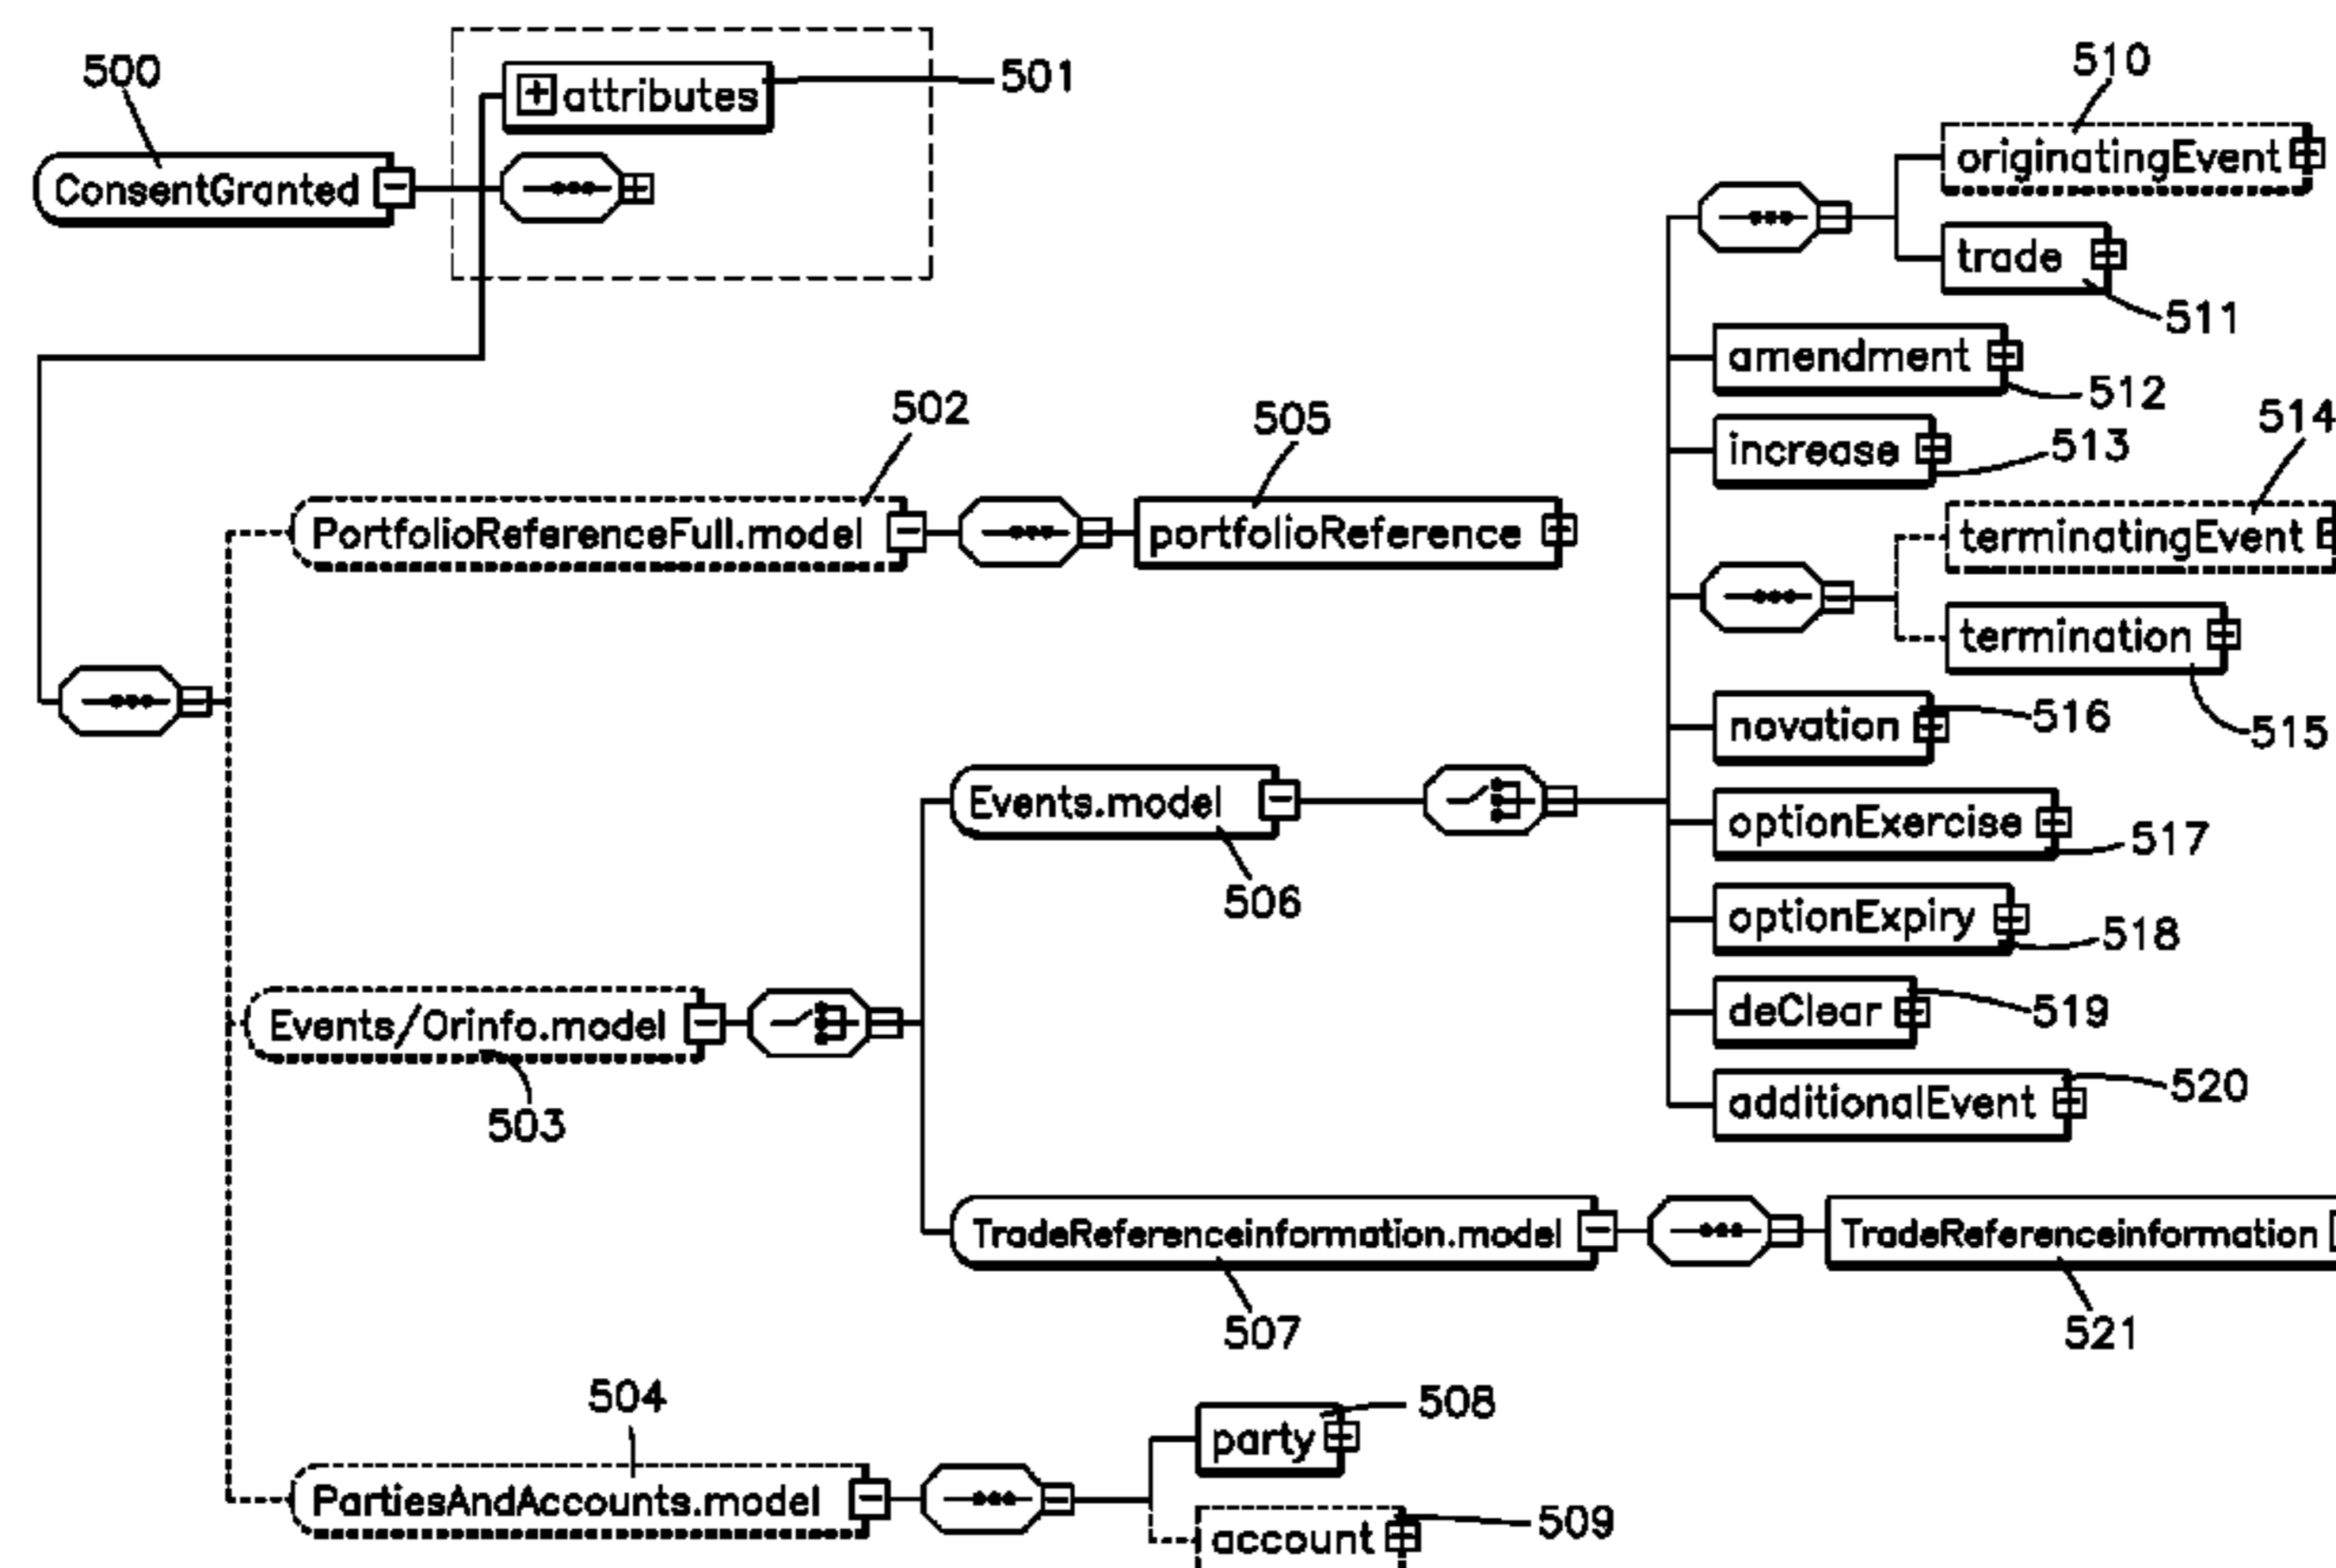 500
attributes
501
ConsentGranted
510
originatingEvent
trade
511
amendment
512
502
505
increase
513
514
PortfolioReferenceFull.model
portfolioReference
terminatingEvent
termination
515
novation
516
Events.model
506
optionExercise
517
optionExpiry
518
Events/Orinfo.model
503
deClear
519
additionalEvent
520
TradeReferenceinformation.model
TradeReferenceinformation
507
521
504
party
508
PartiesAndAccounts.model
account
509